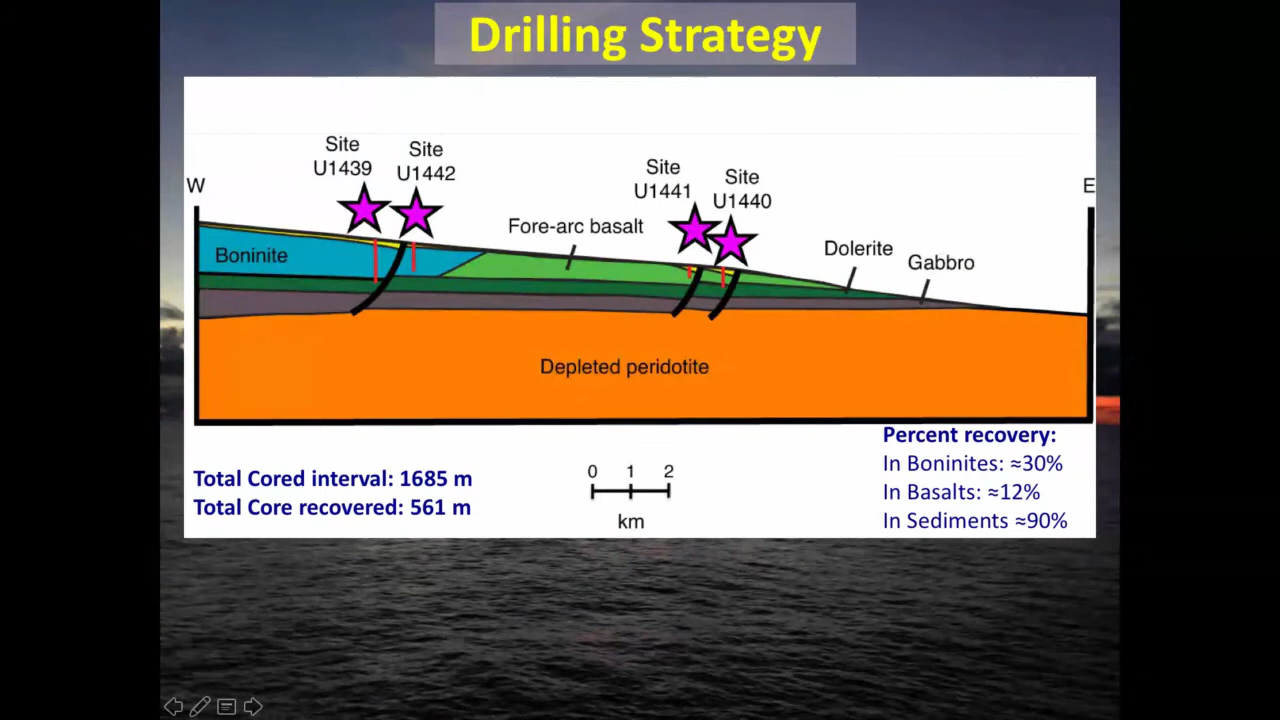 Drilling Strategy
Site
U1439
Site
U1442
Site
U1441
Site
U1440
W
E
Fore-arc basalt
Dolerite
Gabbro
Boninite
Depleted peridotite
Total Cored interval: 1685 m
Total Core recovered: 561 m
0 1 2
km
Percent recovery:
In Boninites: ≈30%
In Basalts: ≈12%
In Sediments ≈90%